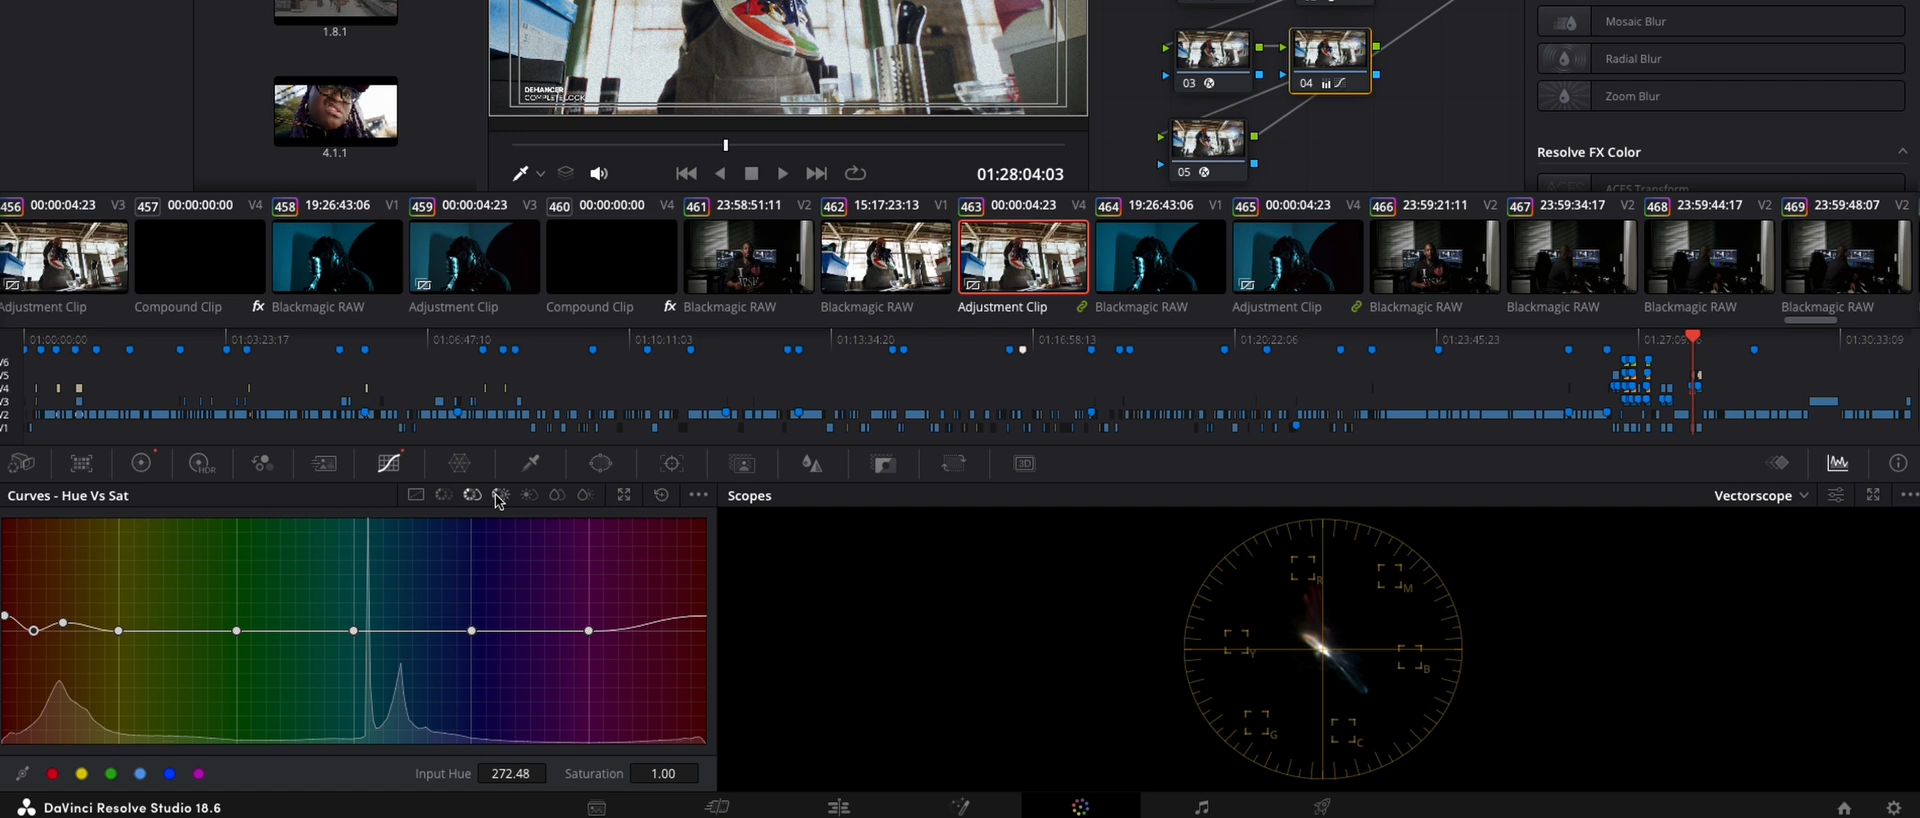 1.8.1
4.1.1
DEHANCER
01:28:04:03
03
04
05
Mosaic Blur
Radial Blur
Zoom Blur
Resolve FX Color
ACES Transform
456 00:00:04:23 V3
457 00:00:00:00 V4
458 19:26:43:06 V1
459 00:00:04:23 V3
460 00:00:00:00 V4
461 23:58:51:11 V2
462 15:17:23:13 V1
463 00:00:04:23 V4
464 19:26:43:06 V1
465 00:00:04:23 V4
466 23:59:21:11 V2
467 23:59:34:17 V2
468 23:59:44:17 V2
469 23:59:48:07 V2
Adjustment Clip
Compound Clip
fx Blackmagic RAW
Adjustment Clip
Compound Clip
fx Blackmagic RAW
Blackmagic RAW
Adjustment Clip
Blackmagic RAW
Adjustment Clip
Blackmagic RAW
Blackmagic RAW
Blackmagic RAW
Blackmagic RAW
01:00:00:00
01:03:23:17
01:06:47:10
01:10:11:03
01:13:34:20
01:16:58:13
01:20:22:06
01:23:45:23
01:27:09
01:30:33:09
V6
V5
V4
V3
V2
V1
HDR
3D
Curves - Hue Vs Sat
Scopes
Vectorscope
R
M
Y
B
G
C
Input Hue 272.48 Saturation 1.00
DaVinci Resolve Studio 18.6